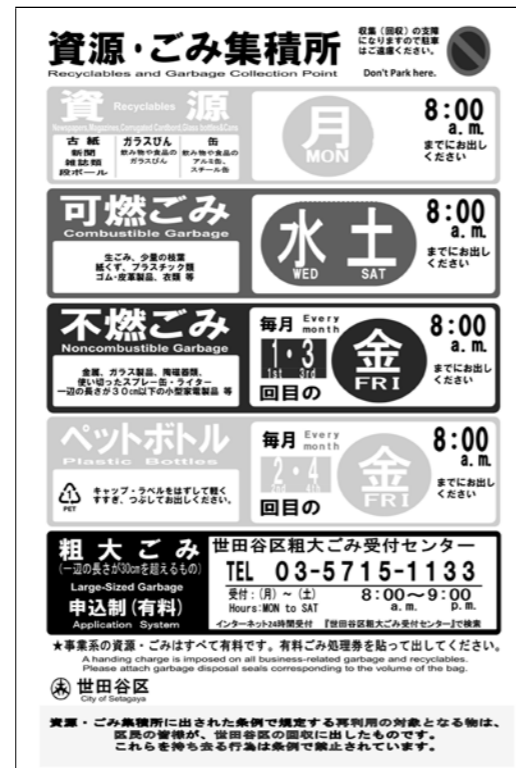 資源・ごみ集積所
Recyclables and Garbage Collection Point
収集（回収）の支障
になりますので駐車
はご遠慮ください。
Don't Park here.
資 Recyclables 源
Newspapers,Magazines,Corrugated Cardbord,Glass bottles&Cans
古紙 ガラスびん 缶
新聞
雑誌類
段ボール
飲み物や食品の
ガラスびん
飲み物や食品の
アルミ缶、
スチール缶
月
MON
8:00
a.m.
までにお出し
ください
可燃ごみ
Combustible Garbage
生ごみ、少量の枝葉
紙くず、プラスチック類
ゴム・皮革製品、衣類 等
水 土
WED SAT
8:00
a.m.
までにお出し
ください
不燃ごみ
Noncombustible Garbage
金属、ガラス製品、陶磁器類、
使い切ったスプレー缶・ライター
一辺の長さが30cm以下の小型家電製品 等
毎月 Every month
1・3
1st 3rd
回目の
金
FRI
8:00
a.m.
までにお出し
ください
ペットボトル
Plastic Bottles
PET
キャップ・ラベルをはずして軽く
すすぎ、つぶしてお出しください。
毎月 Every month
2・4
2nd 4th
回目の
金
FRI
8:00
a.m.
までにお出し
ください
粗大ごみ
(一辺の長さが30cmを超えるもの)
Large-Sized Garbage
申込制(有料)
Application System
世田谷区粗大ごみ受付センター
TEL 03-5715-1133
受付:(月)～(土) 8:00～9:00
Hours:MON to SAT a.m. p.m.
インターネット24時間受付 『世田谷区粗大ごみ受付センター』で検索
★事業系の資源・ごみはすべて有料です。有料ごみ処理券を貼って出してください。
A handing charge is imposed on all business-related garbage and recyclables.
Please attach garbage disposal seals corresponding to the volume of the bag.
世田谷区
City of Setagaya
資源・ごみ集積所に出された条例で規定する再利用の対象となる物は、
区民の皆様が、世田谷区の回収に出したものです。
これらを持ち去る行為は条例で禁止されています。